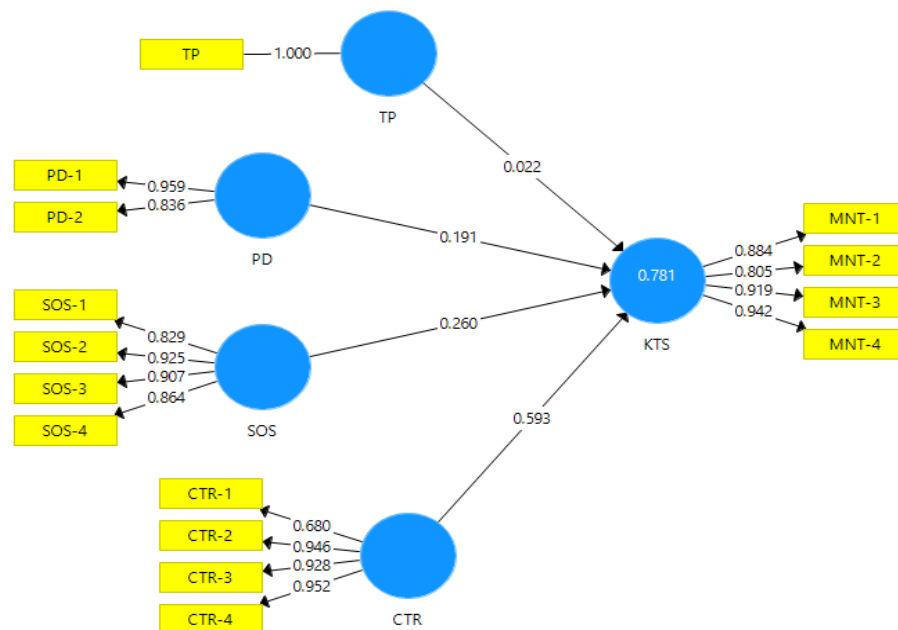 TP
1.000
TP
0.022
PD-1
0.959
PD-2
0.836
PD
0.191
SOS-1
0.829
SOS-2
0.925
SOS-3
0.907
SOS-4
0.864
SOS
0.260
CTR-1
0.680
CTR-2
0.946
CTR-3
0.928
CTR-4
0.952
CTR
0.593
0.781
KTS
MNT-1
0.884
MNT-2
0.805
MNT-3
0.919
MNT-4
0.942